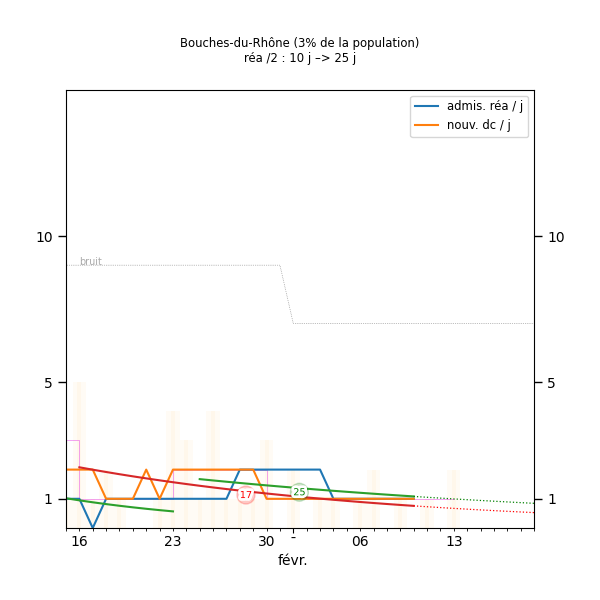 Bouches-du-Rhône (3% de la population)
réa /2 : 10 j –> 25 j
admis. réa / j
nouv. dc / j
10 10
bruit
5 5
17 25
1 1
16 23 30 - 06 13
févr.